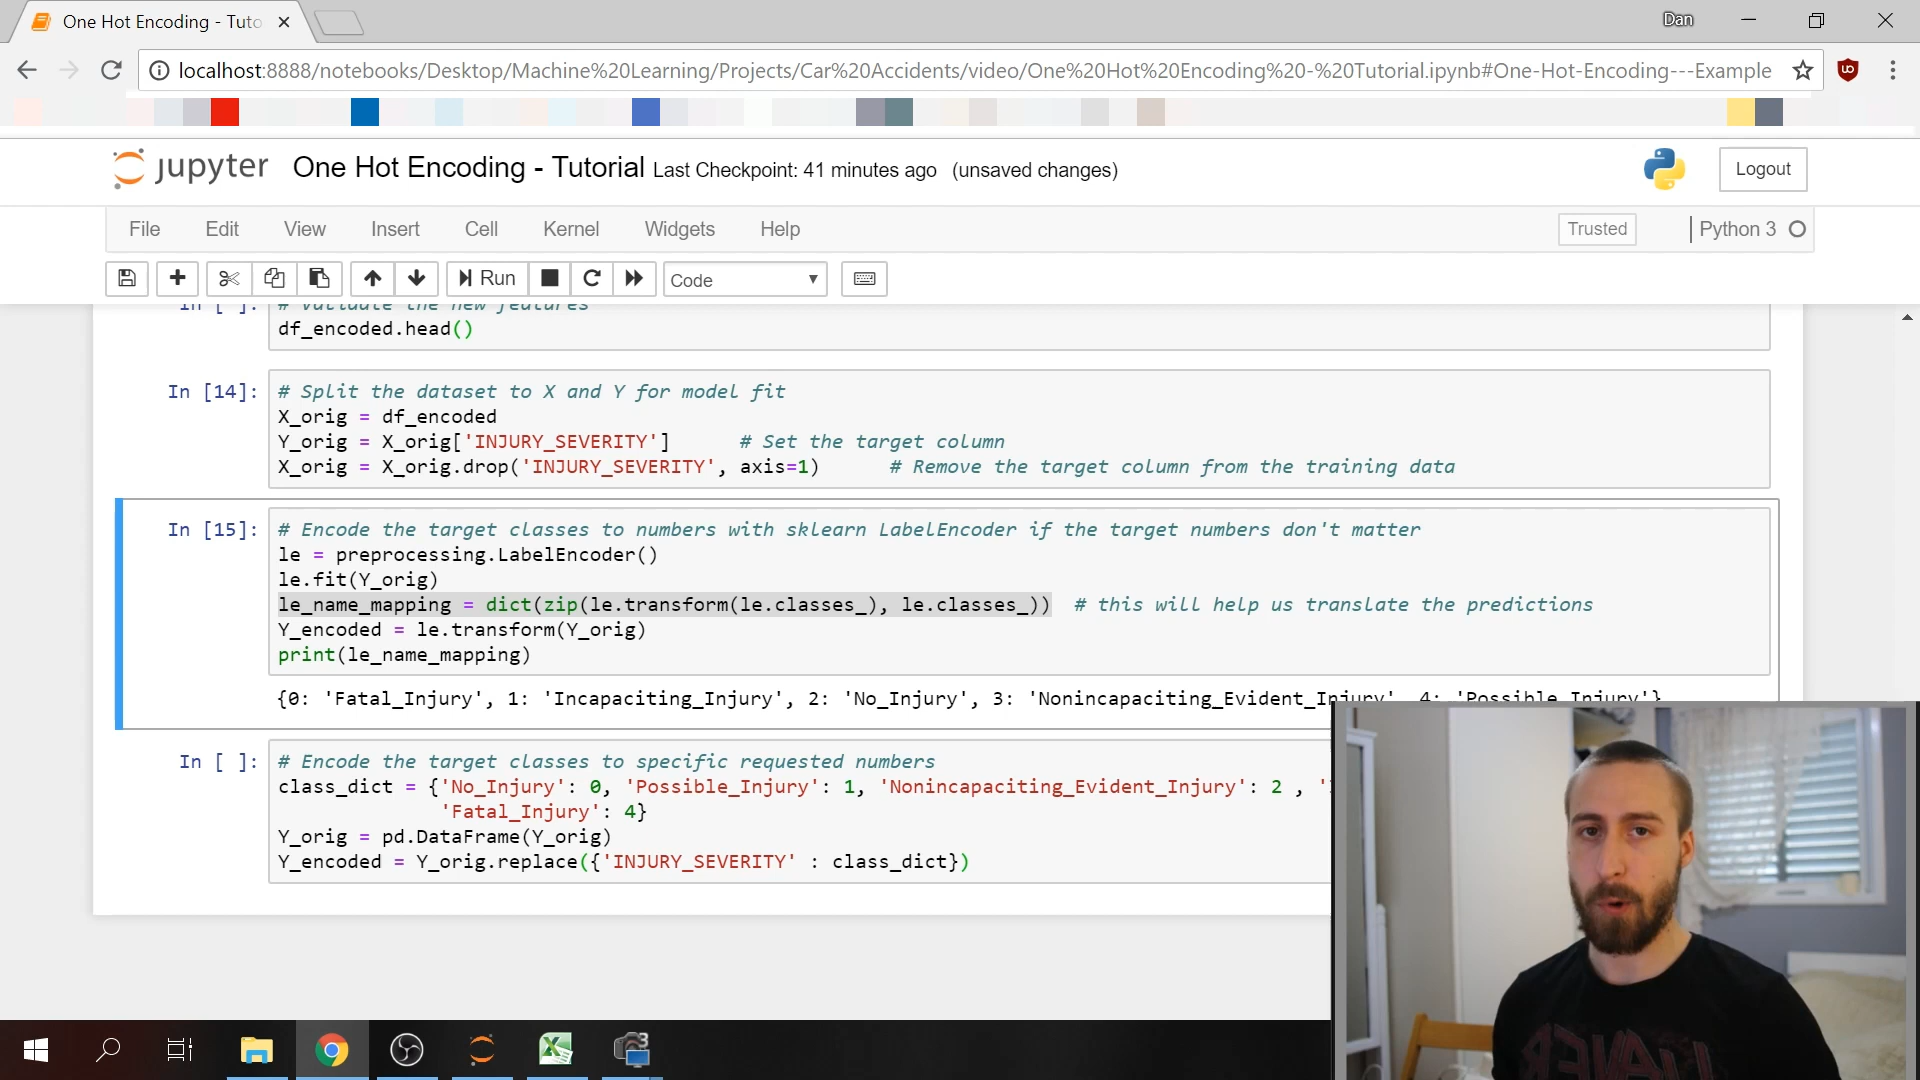 One Hot Encoding - Tuto
Dan
localhost:8888/notebooks/Desktop/Machine%20Learning/Projects/Car%20Accidents/video/One%20Hot%20Encoding%20-%20Tutorial.ipynb#One-Hot-Encoding---Example
jupyter One Hot Encoding - Tutorial Last Checkpoint: 41 minutes ago (unsaved changes)
Logout
File Edit View Insert Cell Kernel Widgets Help
Trusted
Python 3
Run
Code
In [ ]: # Validate the new features
df_encoded.head()
In [14]: # Split the dataset to X and Y for model fit
X_orig = df_encoded
Y_orig = X_orig['INJURY_SEVERITY'] # Set the target column
X_orig = X_orig.drop('INJURY_SEVERITY', axis=1) # Remove the target column from the training data
In [15]: # Encode the target classes to numbers with sklearn LabelEncoder if the target numbers don't matter
le = preprocessing.LabelEncoder()
le.fit(Y_orig)
le_name_mapping = dict(zip(le.transform(le.classes_), le.classes_)) # this will help us translate the predictions
Y_encoded = le.transform(Y_orig)
print(le_name_mapping)
{0: 'Fatal_Injury', 1: 'Incapaciting_Injury', 2: 'No_Injury', 3: 'Nonincapaciting_Evident_Injury', 4: 'Possible_Injury'}
In [ ]: # Encode the target classes to specific requested numbers
class_dict = {'No_Injury': 0, 'Possible_Injury': 1, 'Nonincapaciting_Evident_Injury': 2 , '
'Fatal_Injury': 4}
Y_orig = pd.DataFrame(Y_orig)
Y_encoded = Y_orig.replace({'INJURY_SEVERITY' : class_dict})